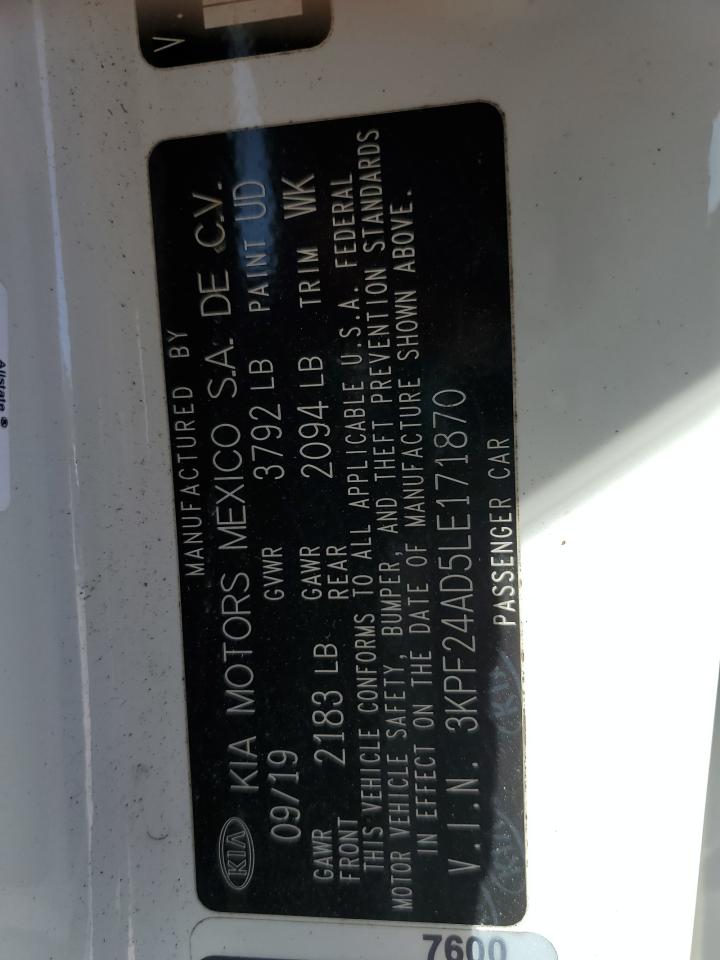 V
MANUFACTURED BY
KIA KIA MOTORS MEXICO S.A. DE C.V.
09/19 GVWR 3792 LB PAINT UD
GAWR FRONT 2183 LB GAWR REAR 2094 LB TRIM WK
THIS VEHICLE CONFORMS TO ALL APPLICABLE U.S.A. FEDERAL
MOTOR VEHICLE SAFETY, BUMPER, AND THEFT PREVENTION STANDARDS
IN EFFECT ON THE DATE OF MANUFACTURE SHOWN ABOVE.
V.I.N. 3KPF24AD5LE171870
PASSENGER CAR
Allstate®
7600